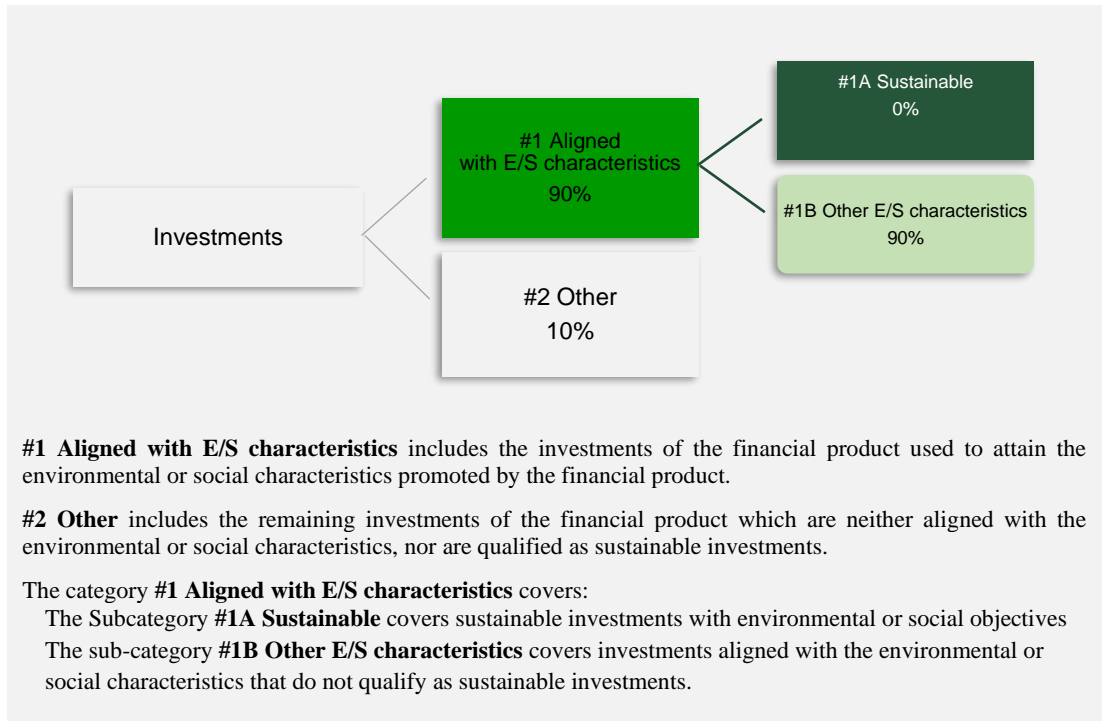 #1A Sustainable
0%
#1 Aligned
with E/S characteristics
90%
#1B Other E/S characteristics
90%
Investments
#2 Other
10%
#1 Aligned with E/S characteristics includes the investments of the financial product used to attain the
environmental or social characteristics promoted by the financial product.
#2 Other includes the remaining investments of the financial product which are neither aligned with the
environmental or social characteristics, nor are qualified as sustainable investments.
The category #1 Aligned with E/S characteristics covers:
The Subcategory #1A Sustainable covers sustainable investments with environmental or social objectives
The sub-category #1B Other E/S characteristics covers investments aligned with the environmental or
social characteristics that do not qualify as sustainable investments.